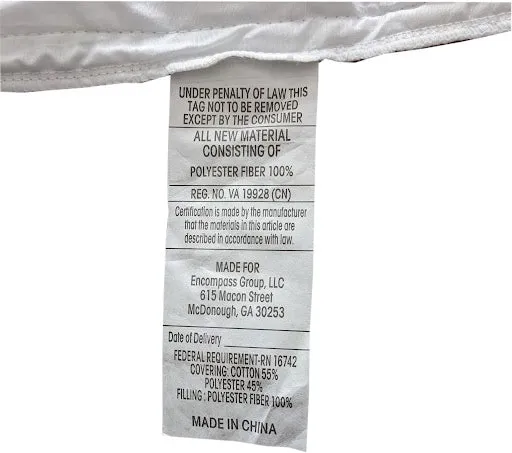 UNDER PENALTY OF LAW THIS
TAG NOT TO BE REMOVED
EXCEPT BY THE CONSUMER
ALL NEW MATERIAL
CONSISTING OF
POLYESTER FIBER 100%
REG. NO. VA 19928 (CN)
Certification is made by the manufacturer
that the materials in this article are
described in accordance with law.
MADE FOR
Encompass Group, LLC
615 Macon Street
McDonough, GA 30253
Date of Delivery
FEDERAL REQUIREMENT-RN 16742
COVERING: COTTON 55%
POLYESTER 45%
FILLING: POLYESTER FIBER 100%
MADE IN CHINA